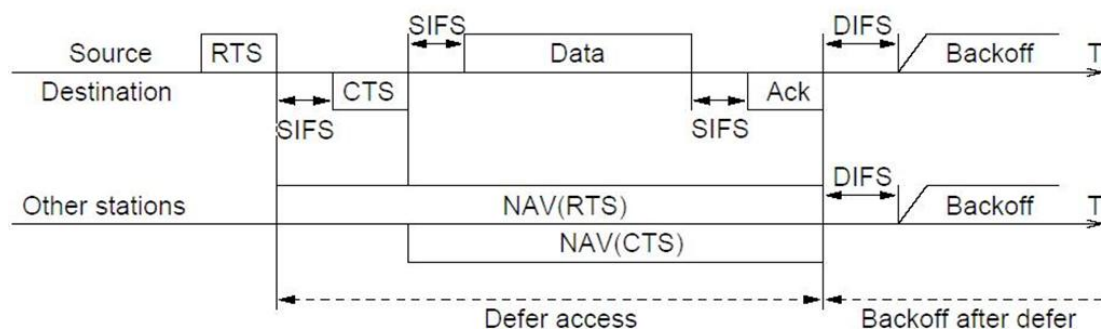 SIFS DIFS
Source RTS Data Backoff T
Destination CTS Ack
SIFS SIFS
DIFS
Other stations NAV(RTS) Backoff T
NAV(CTS)
Defer access Backoff after defer